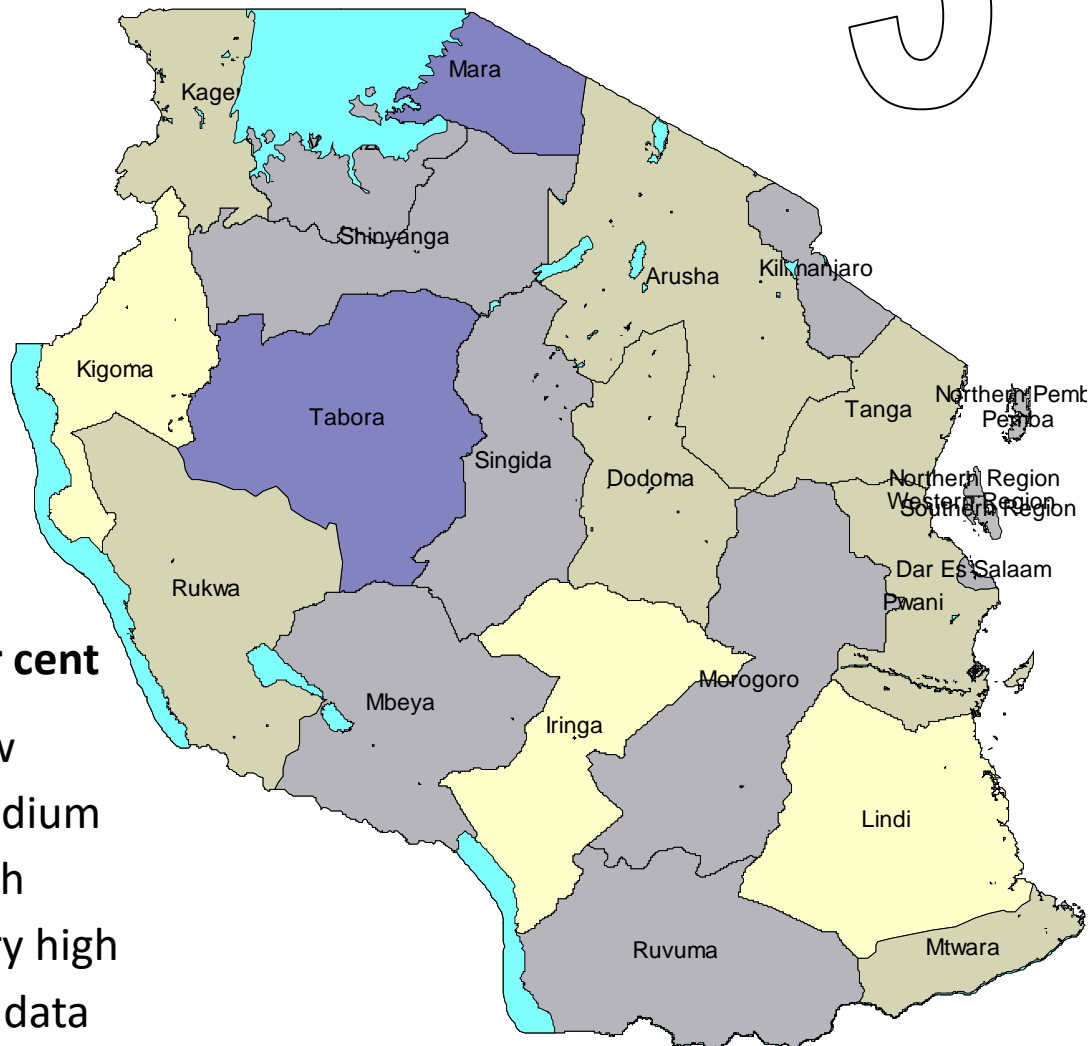 Mara
Kager
Shinyanga
Arusha
Kilimanjaro
Kigoma
Tabora
Tanga
Northern Pemb
Pemba
Singida
Dodoma
Northern Region
Western Region
Southern Region
Dar Es Salaam
Rukwa
Pwani
r cent
Mbeya
Morogoro
Iringa
w
dium
Lindi
h
ry high
Ruvuma
Mtwara
data